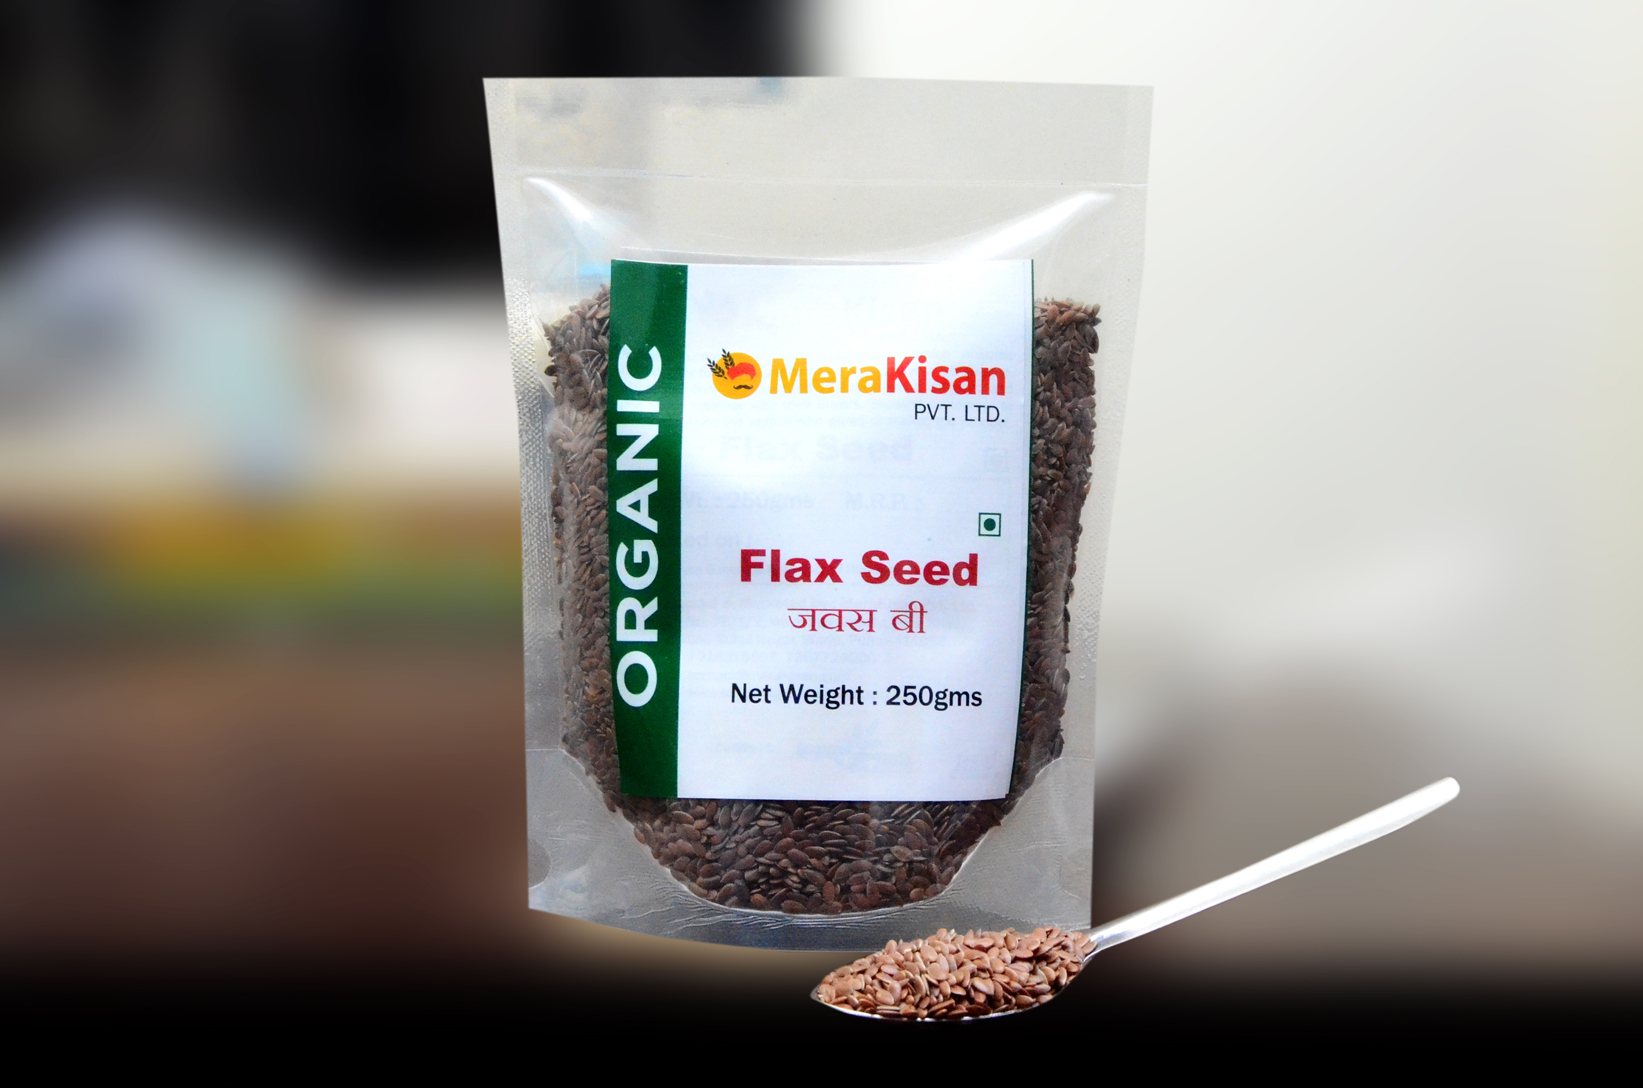 ORGANIC
MeraKisan
PVT. LTD.
Flax Seed
जवस बी
Net Weight : 250gms